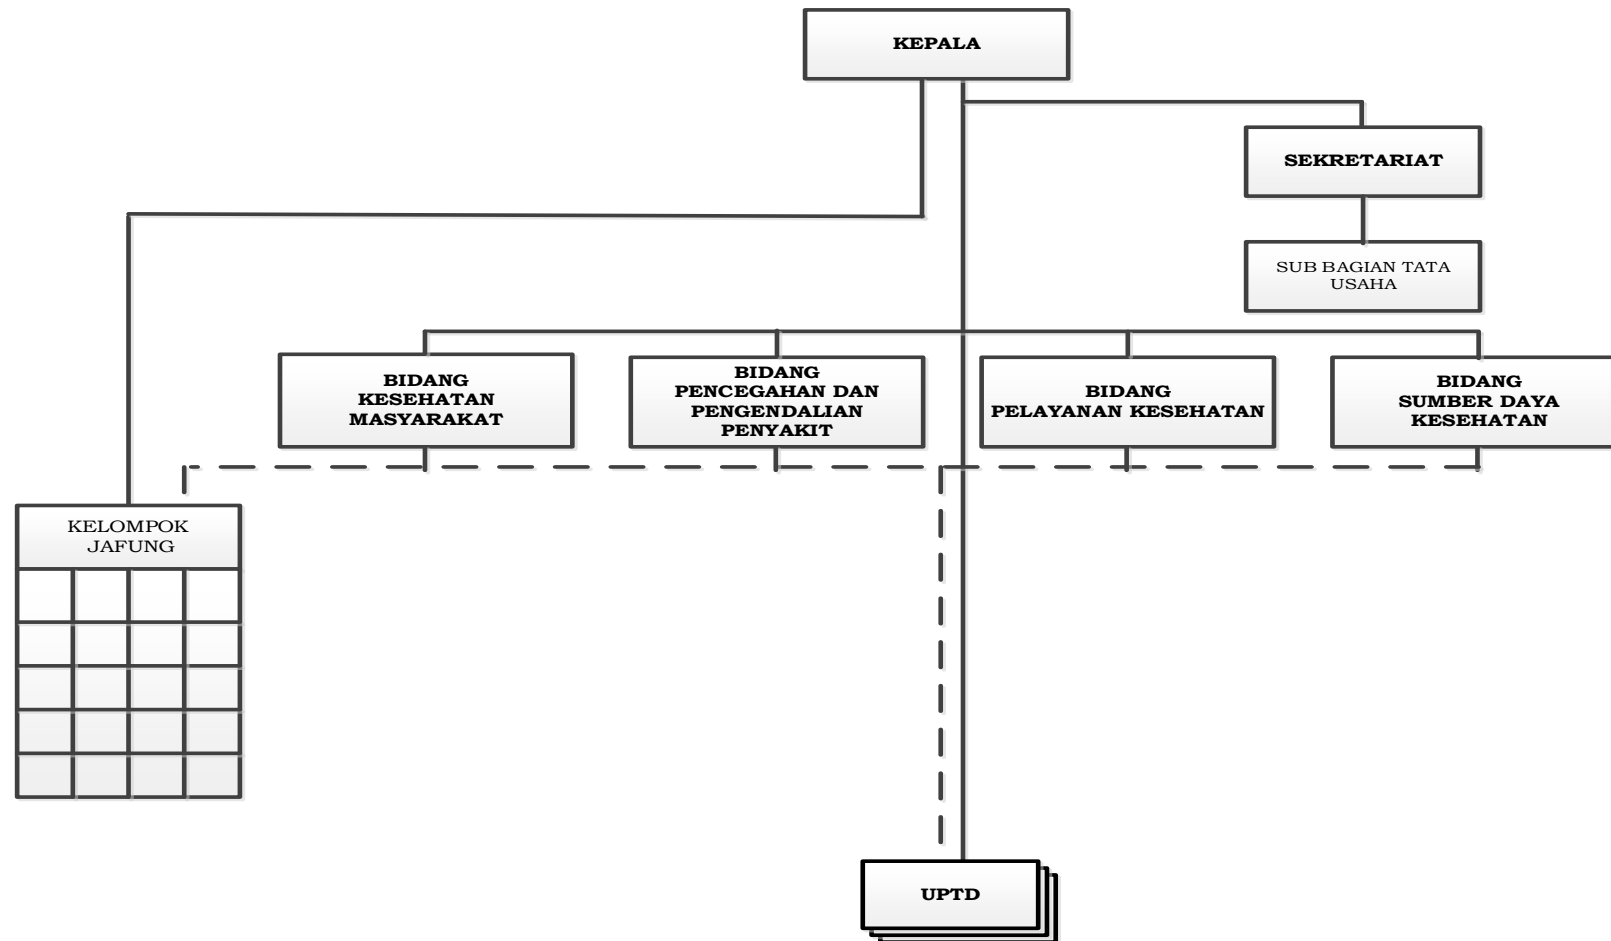 KEPALA
SEKRETARIAT
SUB BAGIAN TATA
USAHA
BIDANG
KESEHATAN
MASYARAKAT
BIDANG
PENCEGAHAN DAN
PENGENDALIAN
PENYAKIT
BIDANG
PELAYANAN KESEHATAN
BIDANG
SUMBER DAYA
KESEHATAN
KELOMPOK
JAFUNG
UPTD